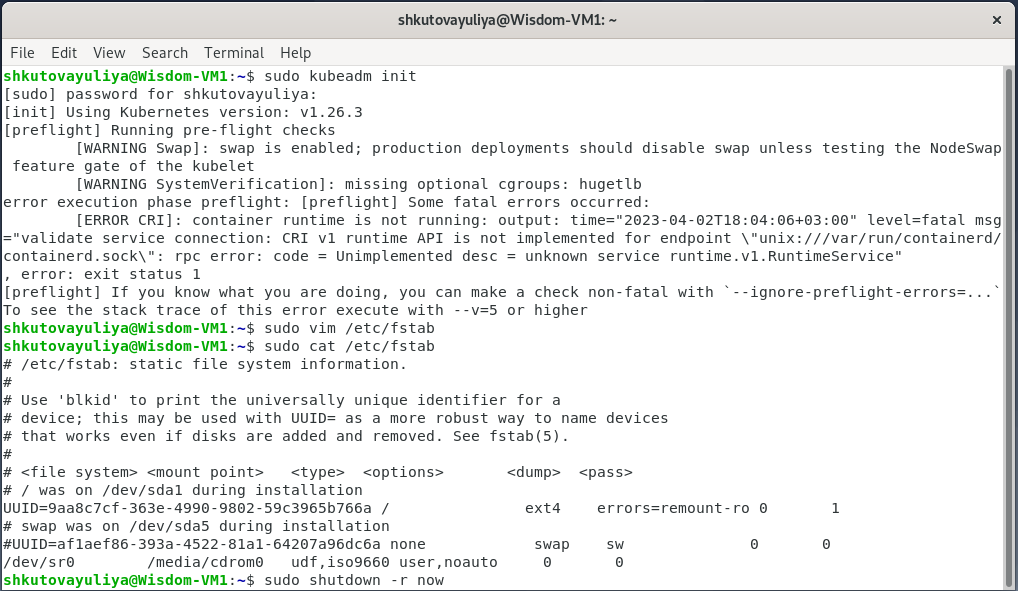 shkutovayuliya@Wisdom-VM1: ~
×
File Edit View Search Terminal Help
shkutovayuliya@Wisdom-VM1:~$ sudo kubeadm init
[sudo] password for shkutovayuliya:
[init] Using Kubernetes version: v1.26.3
[preflight] Running pre-flight checks
        [WARNING Swap]: swap is enabled; production deployments should disable swap unless testing the NodeSwap
 feature gate of the kubelet
        [WARNING SystemVerification]: missing optional cgroups: hugetlb
error execution phase preflight: [preflight] Some fatal errors occurred:
        [ERROR CRI]: container runtime is not running: output: time="2023-04-02T18:04:06+03:00" level=fatal msg
="validate service connection: CRI v1 runtime API is not implemented for endpoint \"unix:///var/run/containerd/
containerd.sock\": rpc error: code = Unimplemented desc = unknown service runtime.v1.RuntimeService"
, error: exit status 1
[preflight] If you know what you are doing, you can make a check non-fatal with `--ignore-preflight-errors=...`
To see the stack trace of this error execute with --v=5 or higher
shkutovayuliya@Wisdom-VM1:~$ sudo vim /etc/fstab
shkutovayuliya@Wisdom-VM1:~$ sudo cat /etc/fstab
# /etc/fstab: static file system information.
#
# Use 'blkid' to print the universally unique identifier for a
# device; this may be used with UUID= as a more robust way to name devices
# that works even if disks are added and removed. See fstab(5).
#
# <file system> <mount point>   <type>  <options>       <dump>  <pass>
# / was on /dev/sda1 during installation
UUID=9aa8c7cf-363e-4990-9802-59c3965b766a /               ext4    errors=remount-ro 0       1
# swap was on /dev/sda5 during installation
#UUID=af1aef86-393a-4522-81a1-64207a96dc6a none            swap    sw              0       0
/dev/sr0        /media/cdrom0   udf,iso9660 user,noauto     0       0
shkutovayuliya@Wisdom-VM1:~$ sudo shutdown -r now